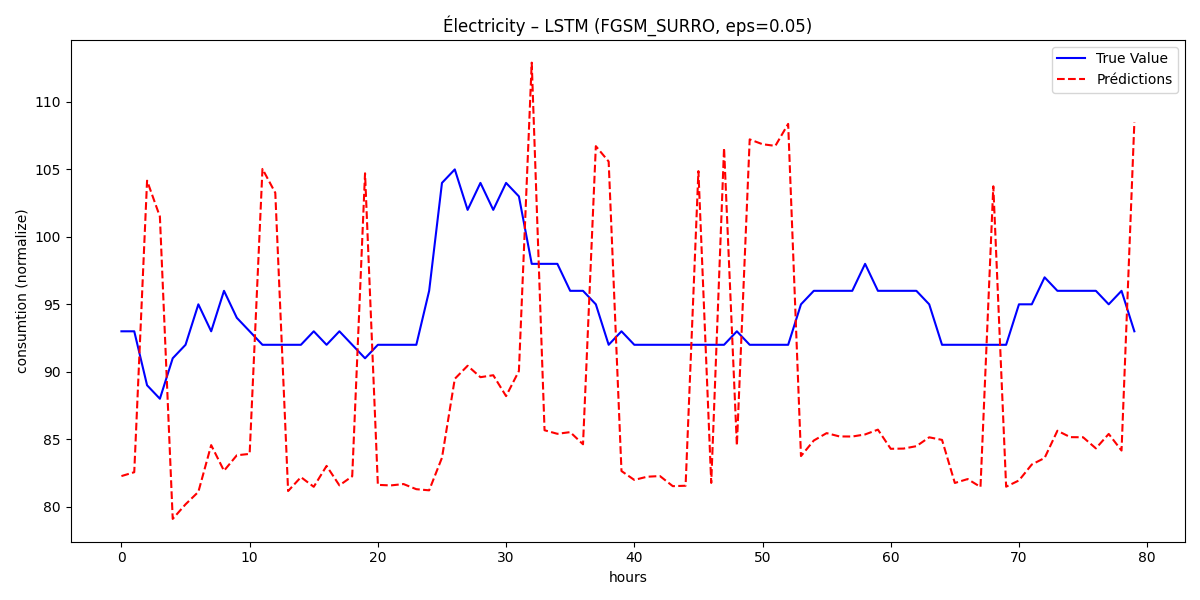 Électricity – LSTM (FGSM_SURRO, eps=0.05)
True Value
Prédictions
consumtion (normalize)
110
105
100
95
90
85
80
0 10 20 30 40 50 60 70 80
hours